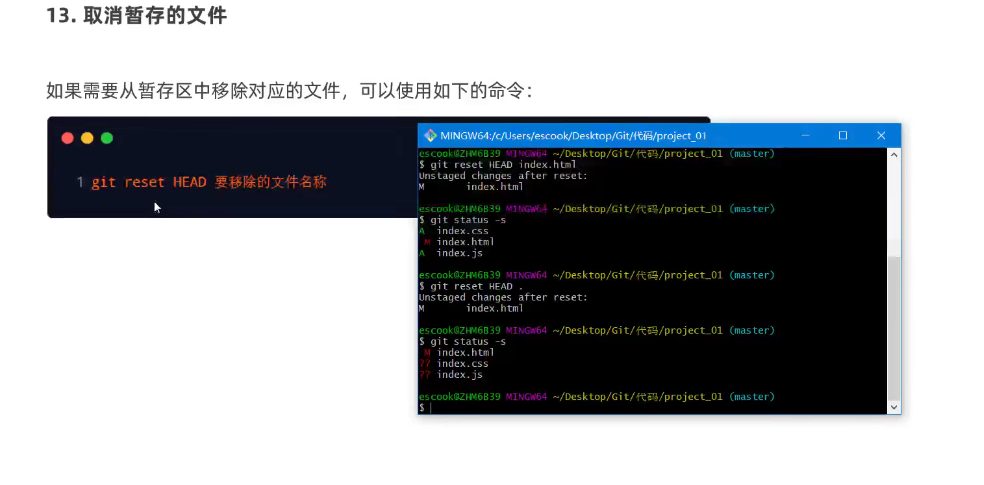 13. 取消暂存的文件
如果需要从暂存区中移除对应的文件，可以使用如下的命令：
1 git reset HEAD 要移除的文件名称
MINGW64:/c/Users/escook/Desktop/Git/代码/project_01
escook@ZHM6B39 MINGW64 ~/Desktop/Git/代码/project_01 (master)
$ git reset HEAD index.html
Unstaged changes after reset:
M       index.html
escook@ZHM6B39 MINGW64 ~/Desktop/Git/代码/project_01 (master)
$ git status -s
A  index.css
 M index.html
A  index.js
escook@ZHM6B39 MINGW64 ~/Desktop/Git/代码/project_01 (master)
$ git reset HEAD .
Unstaged changes after reset:
M       index.html
escook@ZHM6B39 MINGW64 ~/Desktop/Git/代码/project_01 (master)
$ git status -s
 M index.html
?? index.css
?? index.js
escook@ZHM6B39 MINGW64 ~/Desktop/Git/代码/project_01 (master)
$